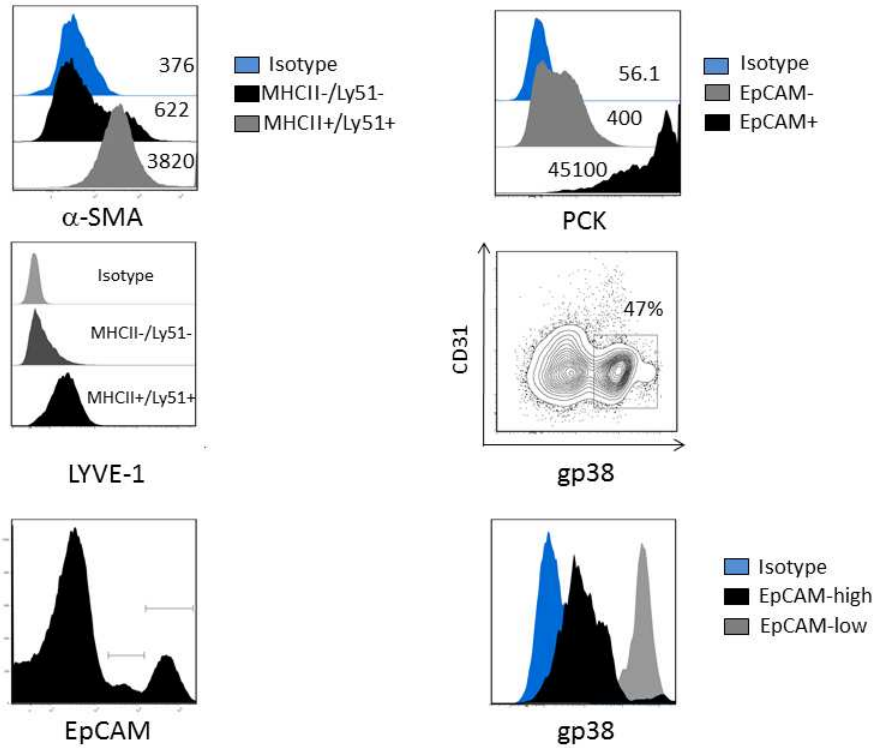 376
622
3820
Isotype
MHCII-/Ly51-
MHCII+/Ly51+
α-SMA
56.1
400
45100
Isotype
EpCAM-
EpCAM+
PCK
Isotype
MHCII-/Ly51-
MHCII+/Ly51+
LYVE-1
47%
CD31
gp38
EpCAM
Isotype
EpCAM-high
EpCAM-low
gp38